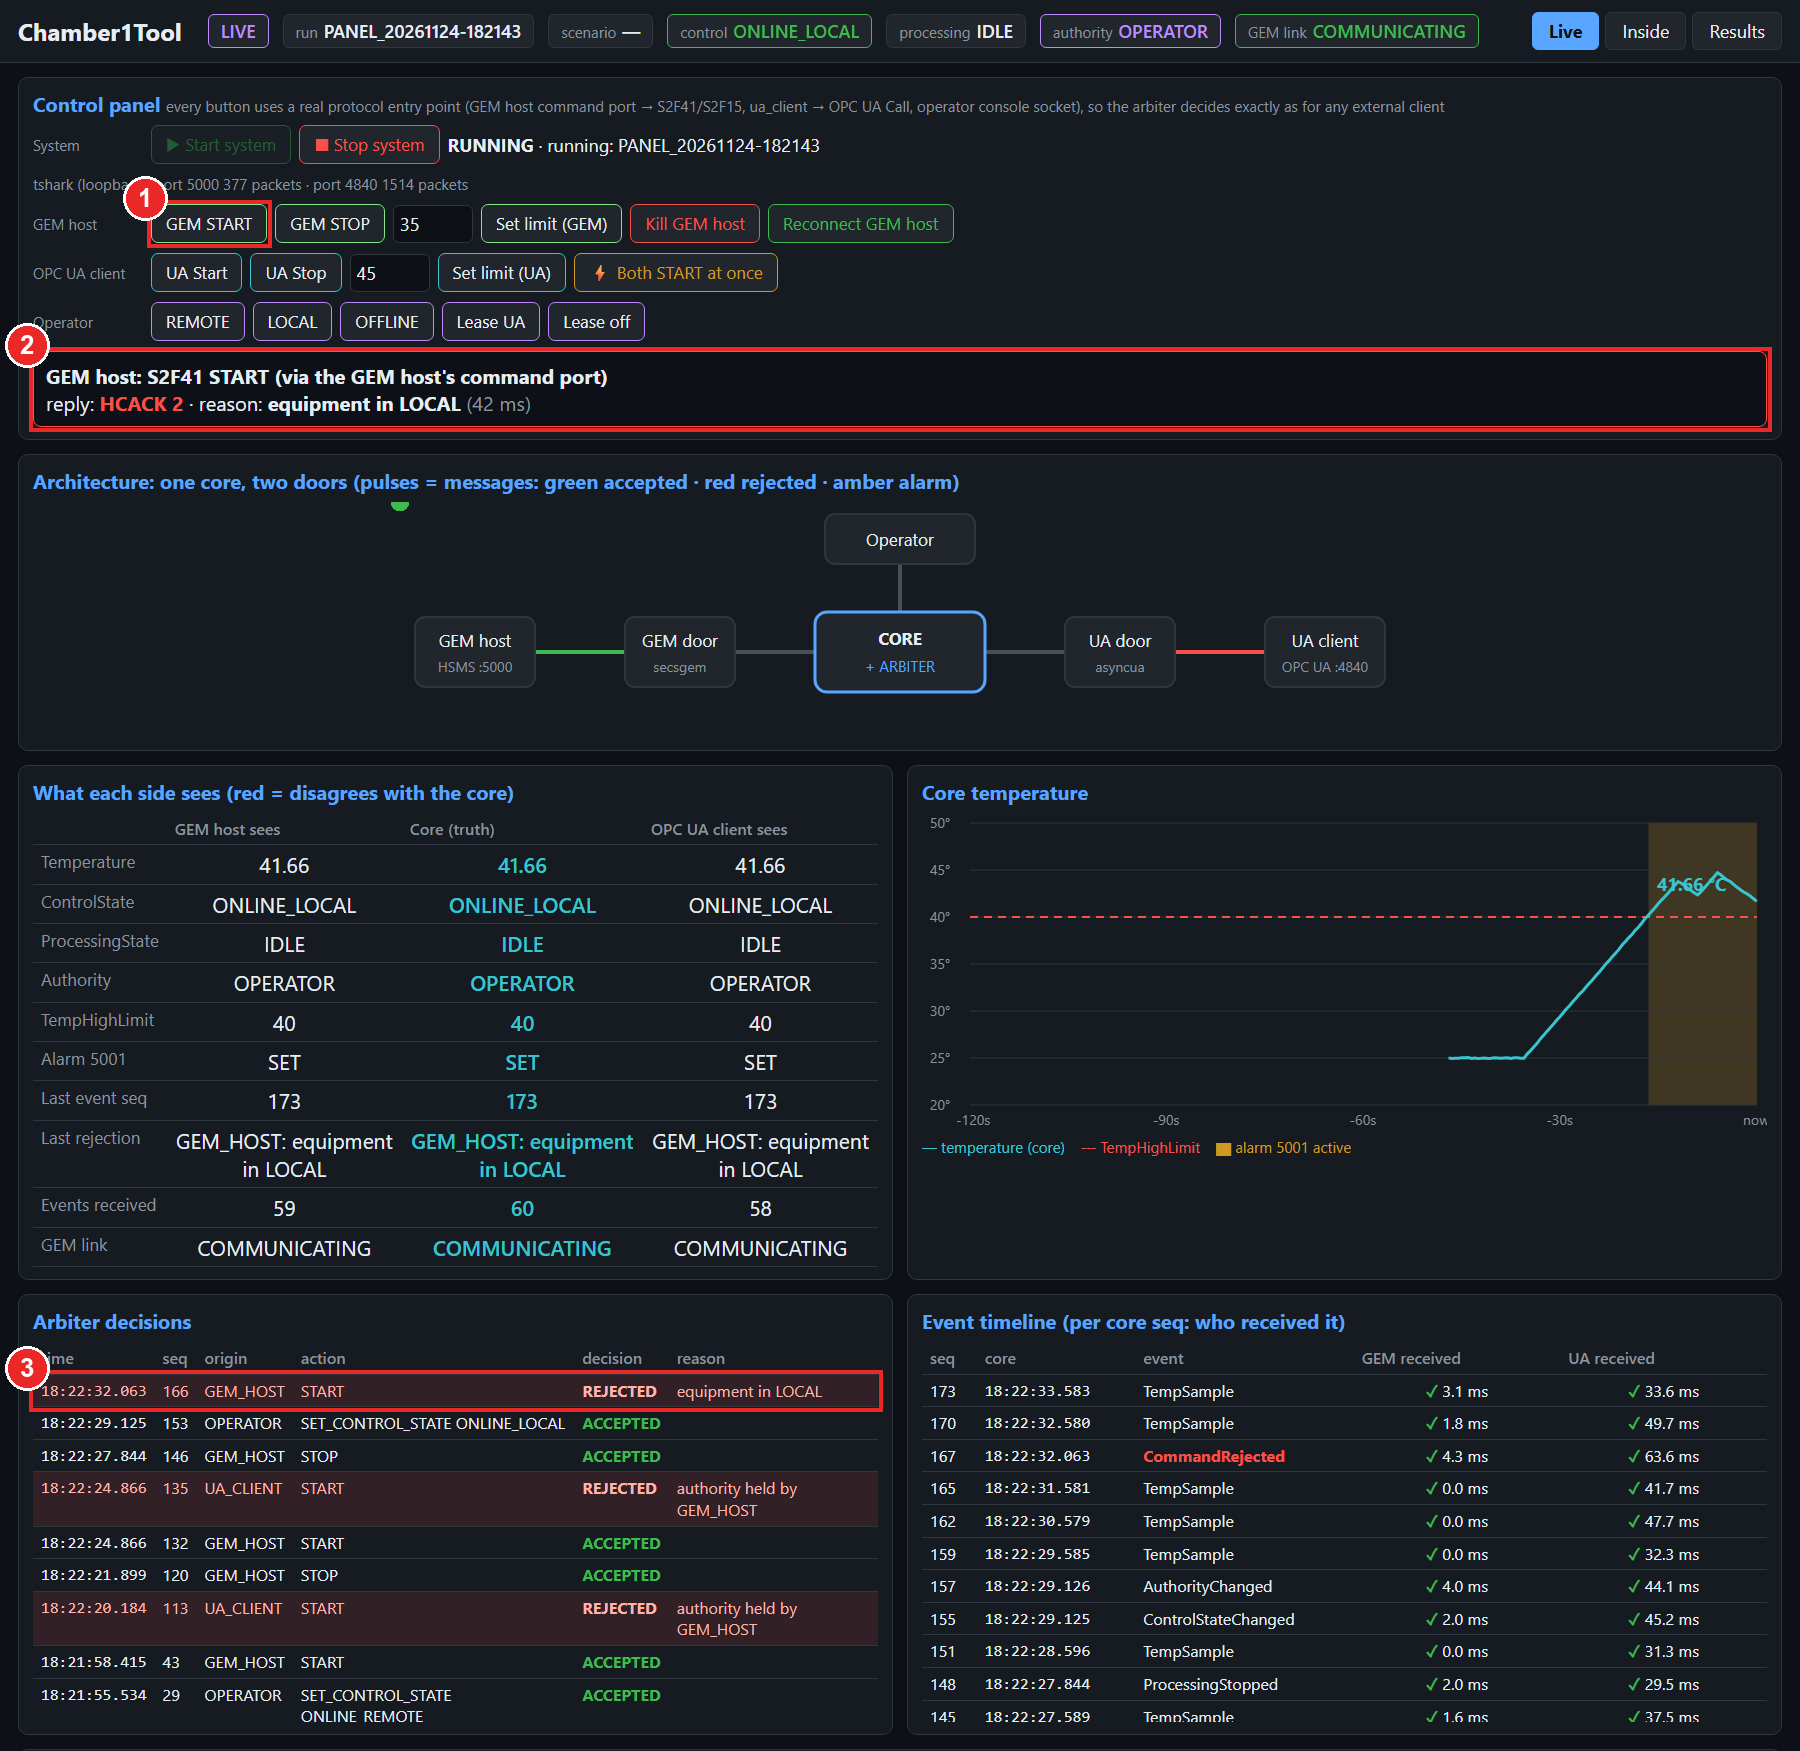 Chamber1Tool LIVE run PANEL_20261124-182143 scenario — control ONLINE_LOCAL processing IDLE authority OPERATOR GEM link COMMUNICATING Live Inside Results
Control panel every button uses a real protocol entry point (GEM host command port → S2F41/S2F15, ua_client → OPC UA Call, operator console socket), so the arbiter decides exactly as for any external client
System ▶ Start system ■ Stop system RUNNING · running: PANEL_20261124-182143
tshark (loopba ort 5000 377 packets · port 4840 1514 packets
1
GEM host GEM START GEM STOP 35 Set limit (GEM) Kill GEM host Reconnect GEM host
OPC UA client UA Start UA Stop 45 Set limit (UA) ⚡ Both START at once
Operator REMOTE LOCAL OFFLINE Lease UA Lease off
2
GEM host: S2F41 START (via the GEM host's command port)
reply: HCACK 2 · reason: equipment in LOCAL (42 ms)
Architecture: one core, two doors (pulses = messages: green accepted · red rejected · amber alarm)
Operator
GEM host GEM door CORE UA door UA client
HSMS :5000 secsgem + ARBITER asyncua OPC UA :4840
What each side sees (red = disagrees with the core)
GEM host sees Core (truth) OPC UA client sees
Temperature 41.66 41.66 41.66
ControlState ONLINE_LOCAL ONLINE_LOCAL ONLINE_LOCAL
ProcessingState IDLE IDLE IDLE
Authority OPERATOR OPERATOR OPERATOR
TempHighLimit 40 40 40
Alarm 5001 SET SET SET
Last event seq 173 173 173
Last rejection GEM_HOST: equipment GEM_HOST: equipment GEM_HOST: equipment
in LOCAL in LOCAL in LOCAL
Events received 59 60 58
GEM link COMMUNICATING COMMUNICATING COMMUNICATING
Core temperature
50°
45°
41.66 °C
40°
35°
30°
25°
20°
-120s -90s -60s -30s now
— temperature (core) — TempHighLimit alarm 5001 active
Arbiter decisions
3
ime seq origin action decision reason
18:22:32.063 166 GEM_HOST START REJECTED equipment in LOCAL
18:22:29.125 153 OPERATOR SET_CONTROL_STATE ONLINE_LOCAL ACCEPTED
18:22:27.844 146 GEM_HOST STOP ACCEPTED
18:22:24.866 135 UA_CLIENT START REJECTED authority held by
GEM_HOST
18:22:24.866 132 GEM_HOST START ACCEPTED
18:22:21.899 120 GEM_HOST STOP ACCEPTED
18:22:20.184 113 UA_CLIENT START REJECTED authority held by
GEM_HOST
18:21:58.415 43 GEM_HOST START ACCEPTED
18:21:55.534 29 OPERATOR SET_CONTROL_STATE ACCEPTED
ONLINE_REMOTE
Event timeline (per core seq: who received it)
seq core event GEM received UA received
173 18:22:33.583 TempSample ✓ 3.1 ms ✓ 33.6 ms
170 18:22:32.580 TempSample ✓ 1.8 ms ✓ 49.7 ms
167 18:22:32.063 CommandRejected ✓ 4.3 ms ✓ 63.6 ms
165 18:22:31.581 TempSample ✓ 0.0 ms ✓ 41.7 ms
162 18:22:30.579 TempSample ✓ 0.0 ms ✓ 47.7 ms
159 18:22:29.585 TempSample ✓ 0.0 ms ✓ 32.3 ms
157 18:22:29.126 AuthorityChanged ✓ 4.0 ms ✓ 44.1 ms
155 18:22:29.125 ControlStateChanged ✓ 2.0 ms ✓ 45.2 ms
151 18:22:28.596 TempSample ✓ 0.0 ms ✓ 31.3 ms
148 18:22:27.844 ProcessingStopped ✓ 2.0 ms ✓ 29.5 ms
145 18:22:27.589 TempSample ✓ 1.6 ms ✓ 37.5 ms